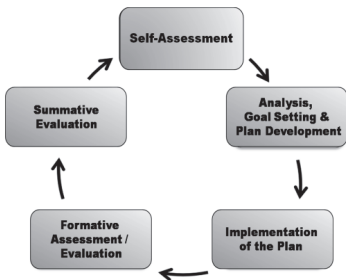 Self-Assessment
Analysis,
Goal Setting &
Plan Development
Implementation
of the Plan
Formative
Assessment /
Evaluation
Summative
Evaluation